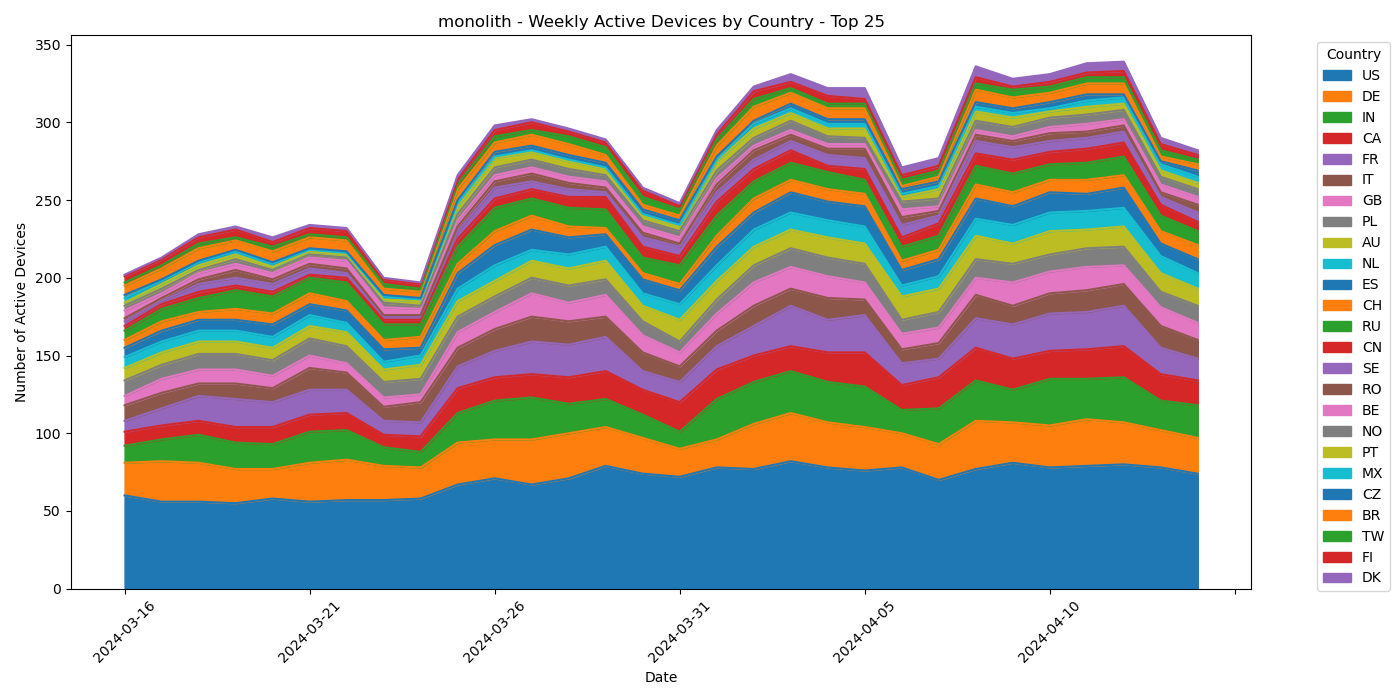 monolith - Weekly Active Devices by Country - Top 25
Number of Active Devices
350
300
250
200
150
100
50
0
2024-03-16
2024-03-21
2024-03-26
2024-03-31
2024-04-05
2024-04-10
Date
Country
US
DE
IN
CA
FR
IT
GB
PL
AU
NL
ES
CH
RU
CN
SE
RO
BE
NO
PT
MX
CZ
BR
TW
FI
DK